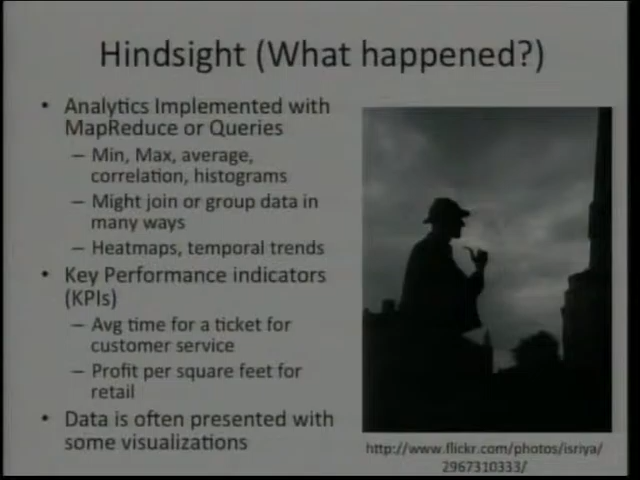 Hindsight (What happened?)
• Analytics Implemented with
MapReduce or Queries
– Min, Max, average,
correlation, histograms
– Might join or group data in
many ways
– Heatmaps, temporal trends
• Key Performance indicators
(KPIs)
– Avg time for a ticket for
customer service
– Profit per square feet for
retail
• Data is often presented with
some visualizations
http://www.flickr.com/photos/isriya/
2967310333/